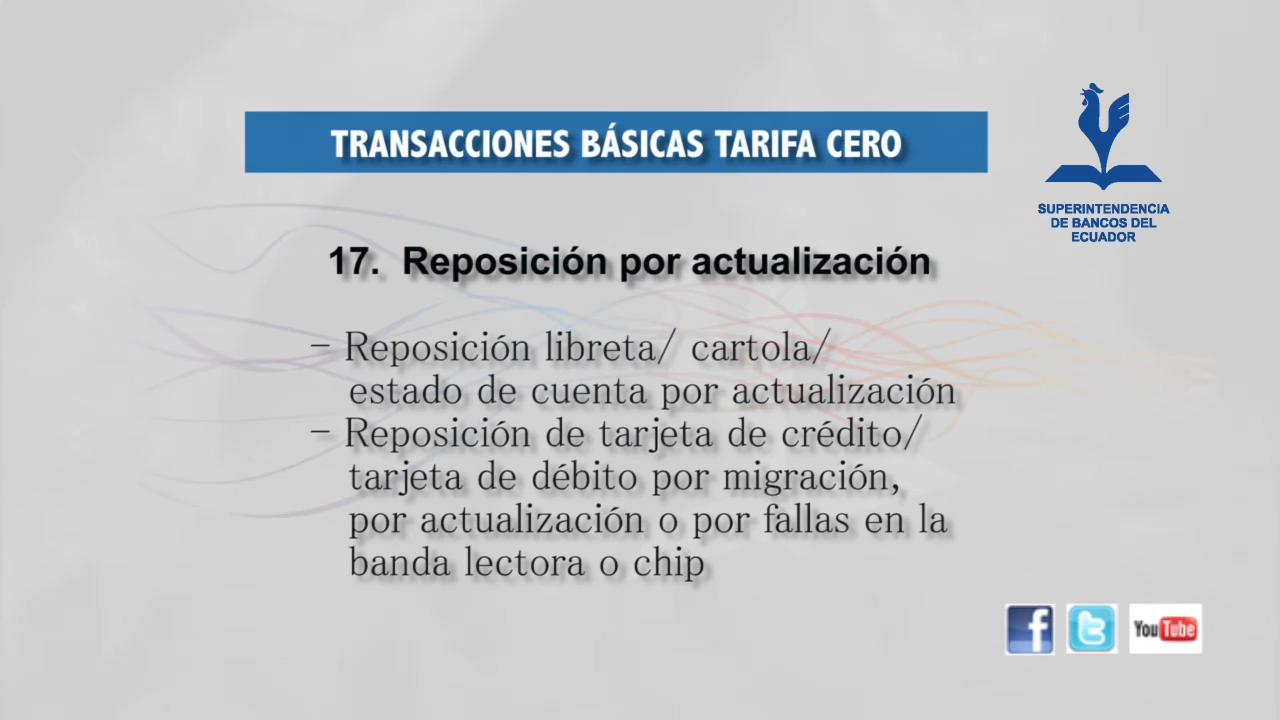 TRANSACCIONES BÁSICAS TARIFA CERO
SUPERINTENDENCIA
DE BANCOS DEL
ECUADOR
17. Reposición por actualización
- Reposición libreta/ cartola/
estado de cuenta por actualización
- Reposición de tarjeta de crédito/
tarjeta de débito por migración,
por actualización o por fallas en la
banda lectora o chip
f t You Tube